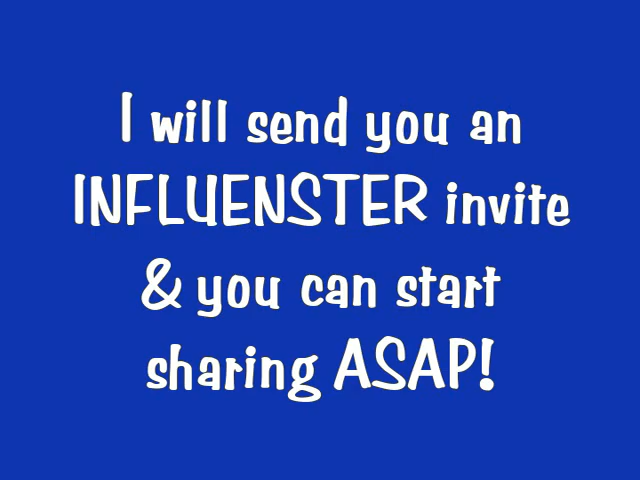 I will send you an
INFLUENSTER invite
& you can start
sharing ASAP!